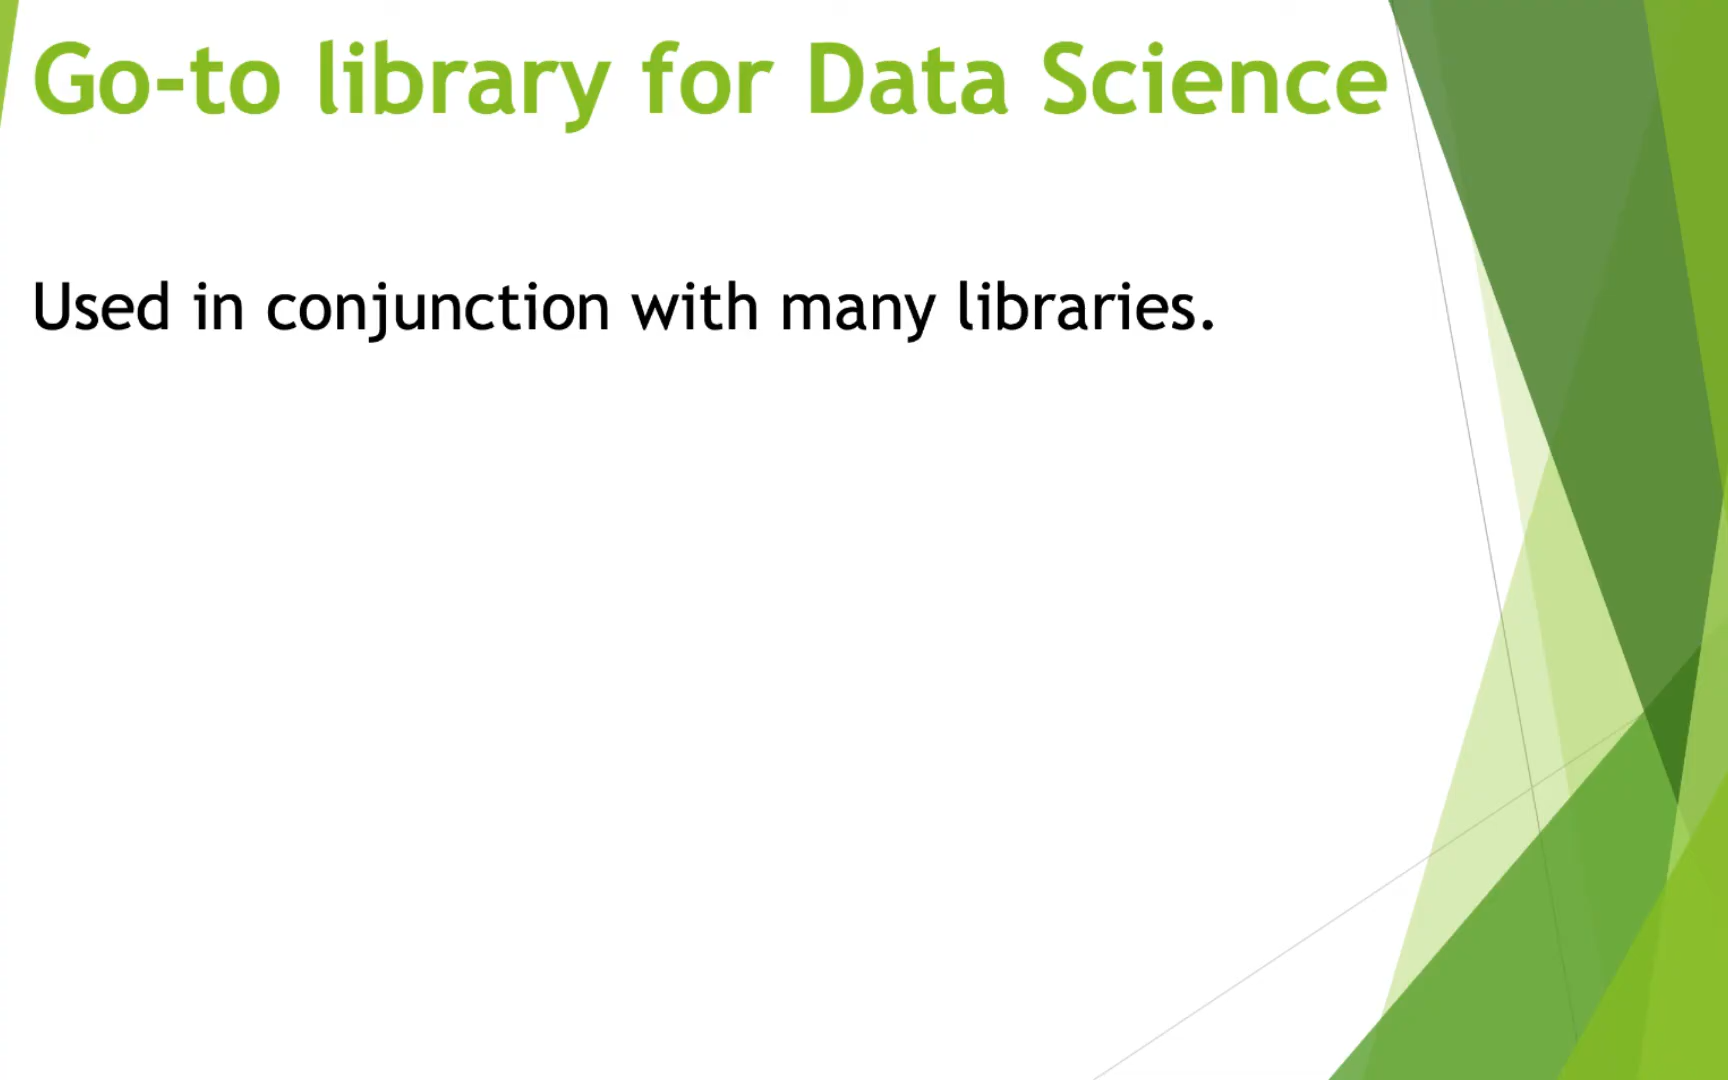 Go-to library for Data Science
Used in conjunction with many libraries.